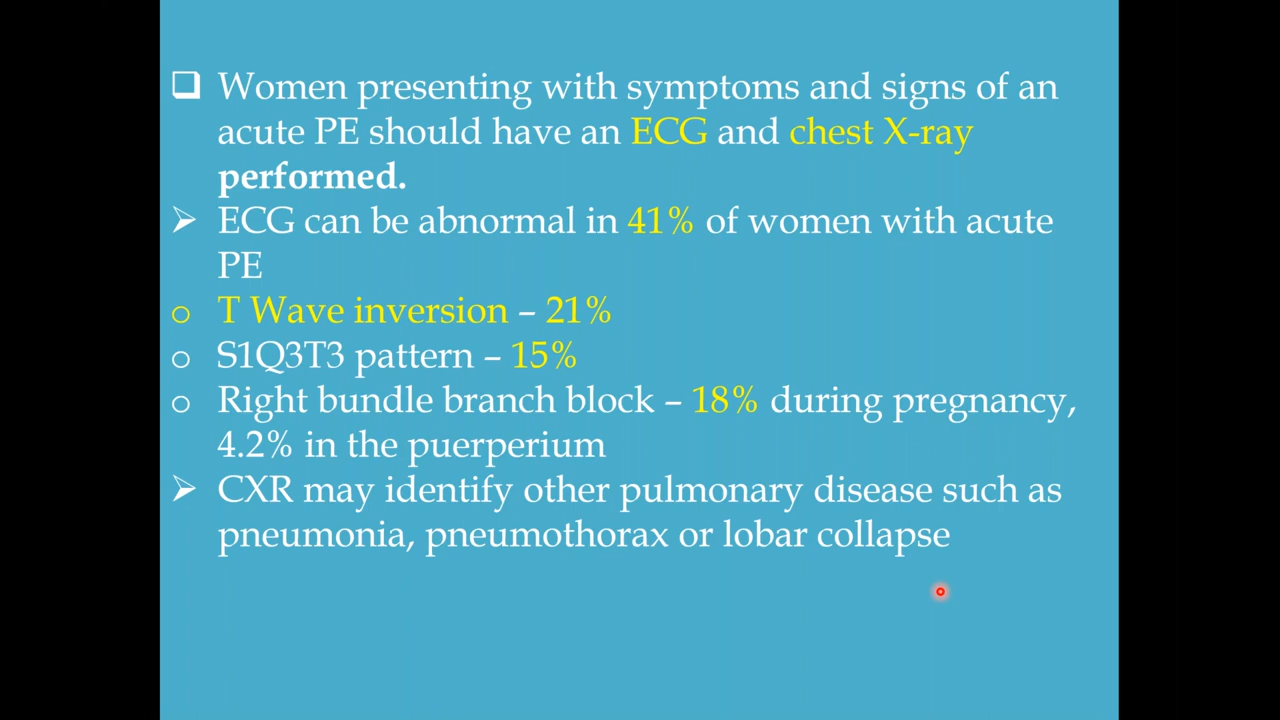 ❑ Women presenting with symptoms and signs of an
acute PE should have an ECG and chest X-ray
performed.
➢ ECG can be abnormal in 41% of women with acute
PE
o T Wave inversion – 21%
o S1Q3T3 pattern – 15%
o Right bundle branch block – 18% during pregnancy,
4.2% in the puerperium
➢ CXR may identify other pulmonary disease such as
pneumonia, pneumothorax or lobar collapse